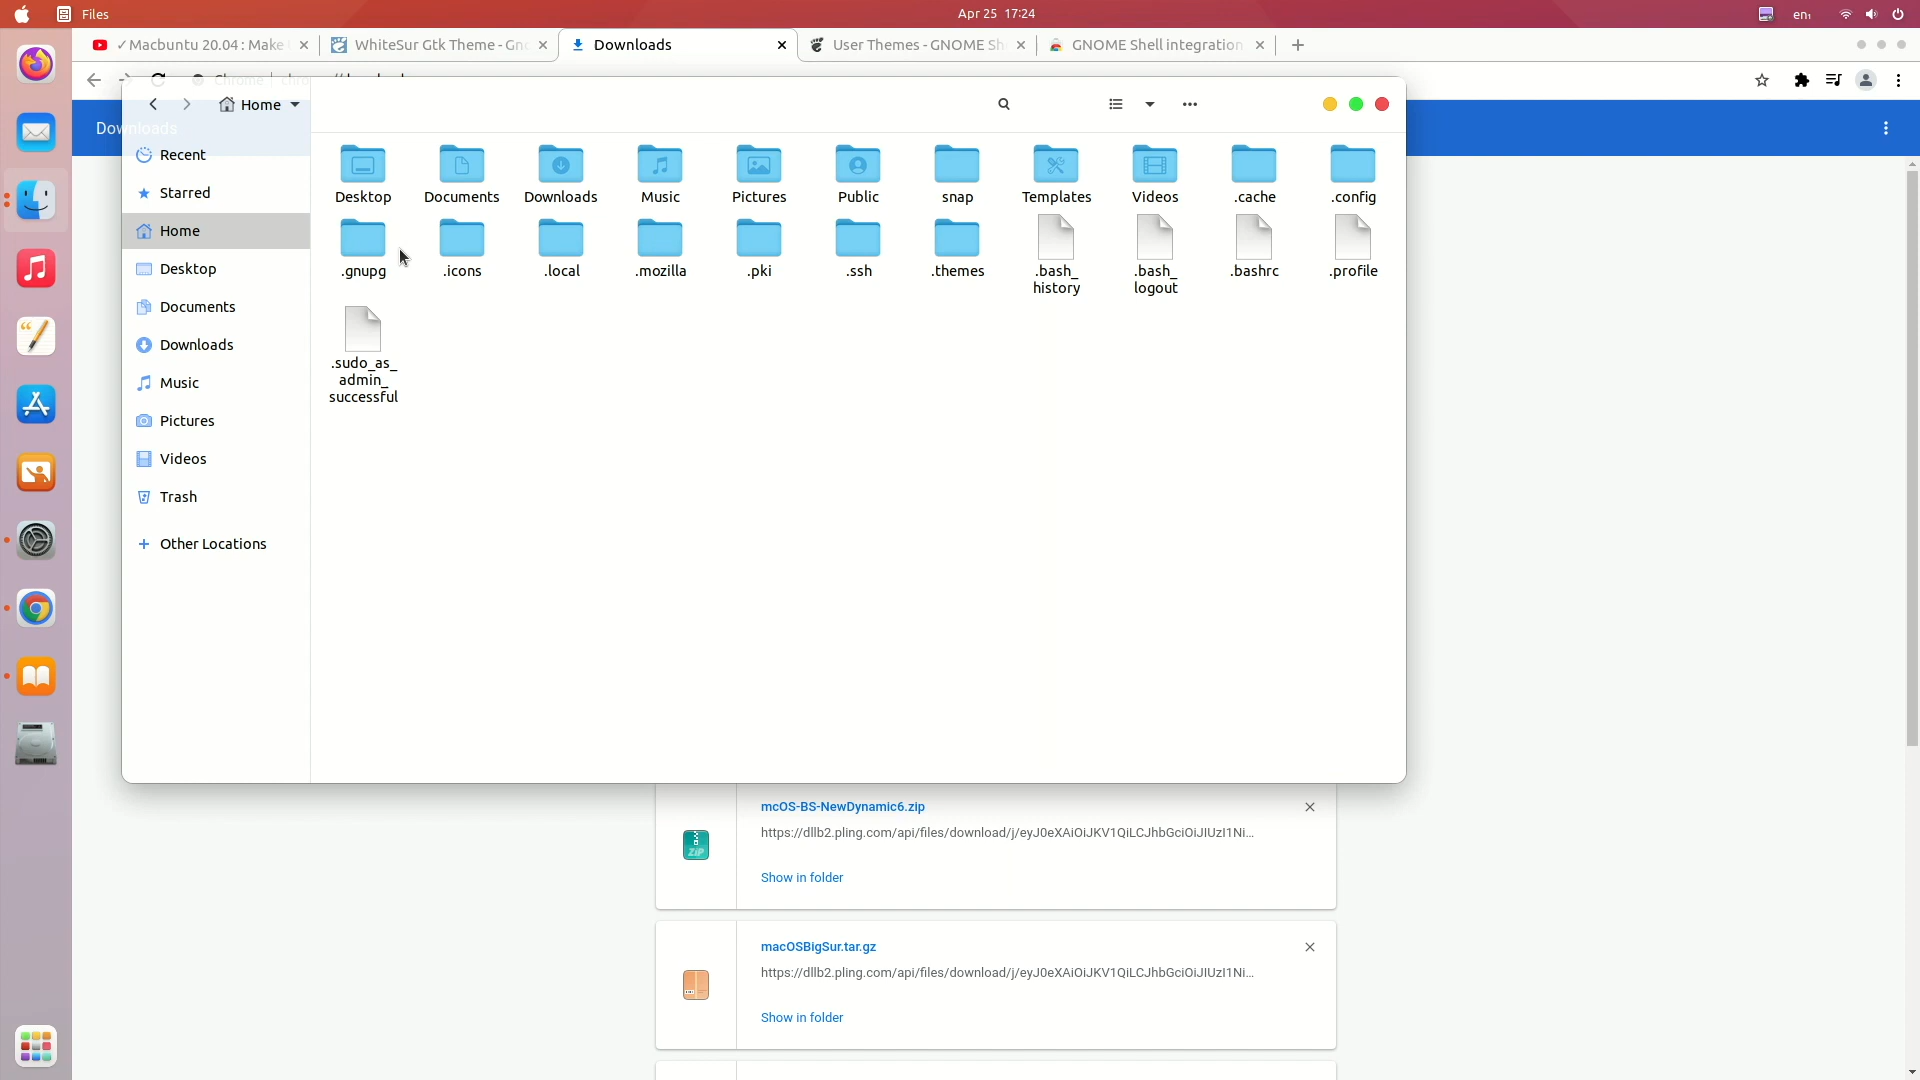 Files
Apr 25 17:24
en₁
✓Macbuntu 20.04 : Make
WhiteSur Gtk Theme - Gno
Downloads
User Themes - GNOME Sh
GNOME Shell integration
Downloads
Home
Recent
Starred
Home
Desktop
Documents
Downloads
Music
Pictures
Videos
Trash
Other Locations
Desktop
Documents
Downloads
Music
Pictures
Public
snap
Templates
Videos
.cache
.config
.gnupg
.icons
.local
.mozilla
.pki
.ssh
.themes
.bash_
history
.bash_
logout
.bashrc
.profile
.sudo_as_
admin_
successful
mcOS-BS-NewDynamic6.zip
https://dllb2.pling.com/api/files/download/j/eyJ0eXAiOiJKV1QiLCJhbGciOiJIUzI1Ni...
Show in folder
ZIP
macOSBigSur.tar.gz
https://dllb2.pling.com/api/files/download/j/eyJ0eXAiOiJKV1QiLCJhbGciOiJIUzI1Ni...
Show in folder